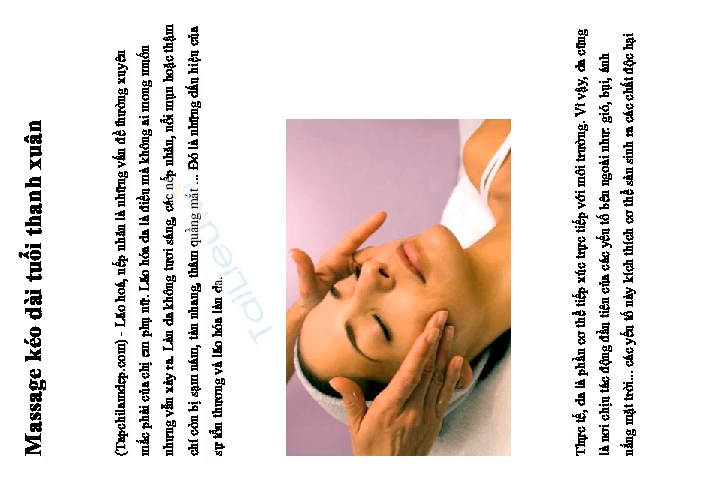 Massage kéo dài tuổi thanh xuân
(Tapchilamdep.com) - Lão hoá, nếp nhăn là những vấn đề thường xuyên
mắc phải của chị em phụ nữ. Lão hóa da là điều mà không ai mong muốn
nhưng vẫn xảy ra. Làn da không tươi sáng, các nếp nhăn, nổi mụn hoặc thậm
chí còn bị sạm nám, tàn nhang, thâm quầng mắt… Đó là những dấu hiệu của
sự tổn thương và lão hóa làn da.
TaiLieu.vn
Thực tế, da là phần cơ thể tiếp xúc trực tiếp với môi trường. Vì vậy, da cũng
là nơi chịu tác động đầu tiên của các yếu tố bên ngoài như: gió, bụi, ánh
nắng mặt trời... các yếu tố này kích thích cơ thể sản sinh ra các chất độc hại